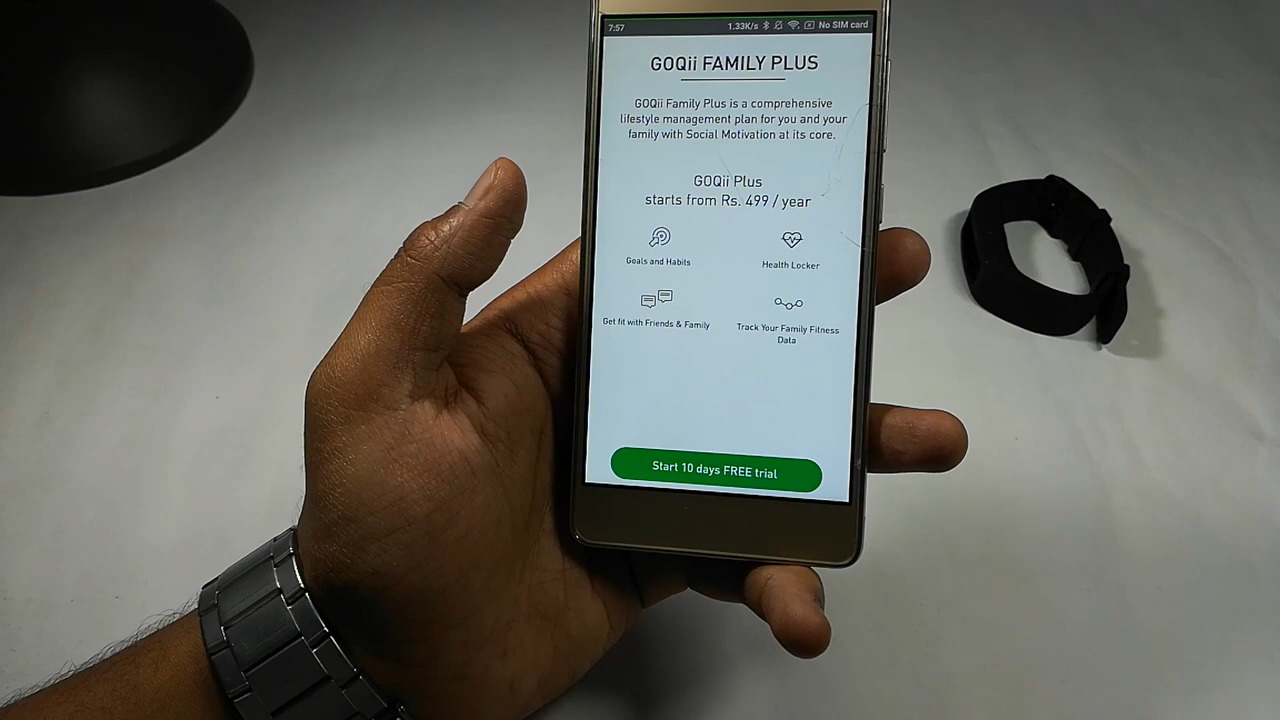 7:57 1.33K/s No SIM card
GOQii FAMILY PLUS
GOQii Family Plus is a comprehensive
lifestyle management plan for you and your
family with Social Motivation at its core.
GOQii Plus
starts from Rs. 499 / year
Goals and Habits
Health Locker
Get fit with Friends & Family
Track Your Family Fitness
Data
Start 10 days FREE trial